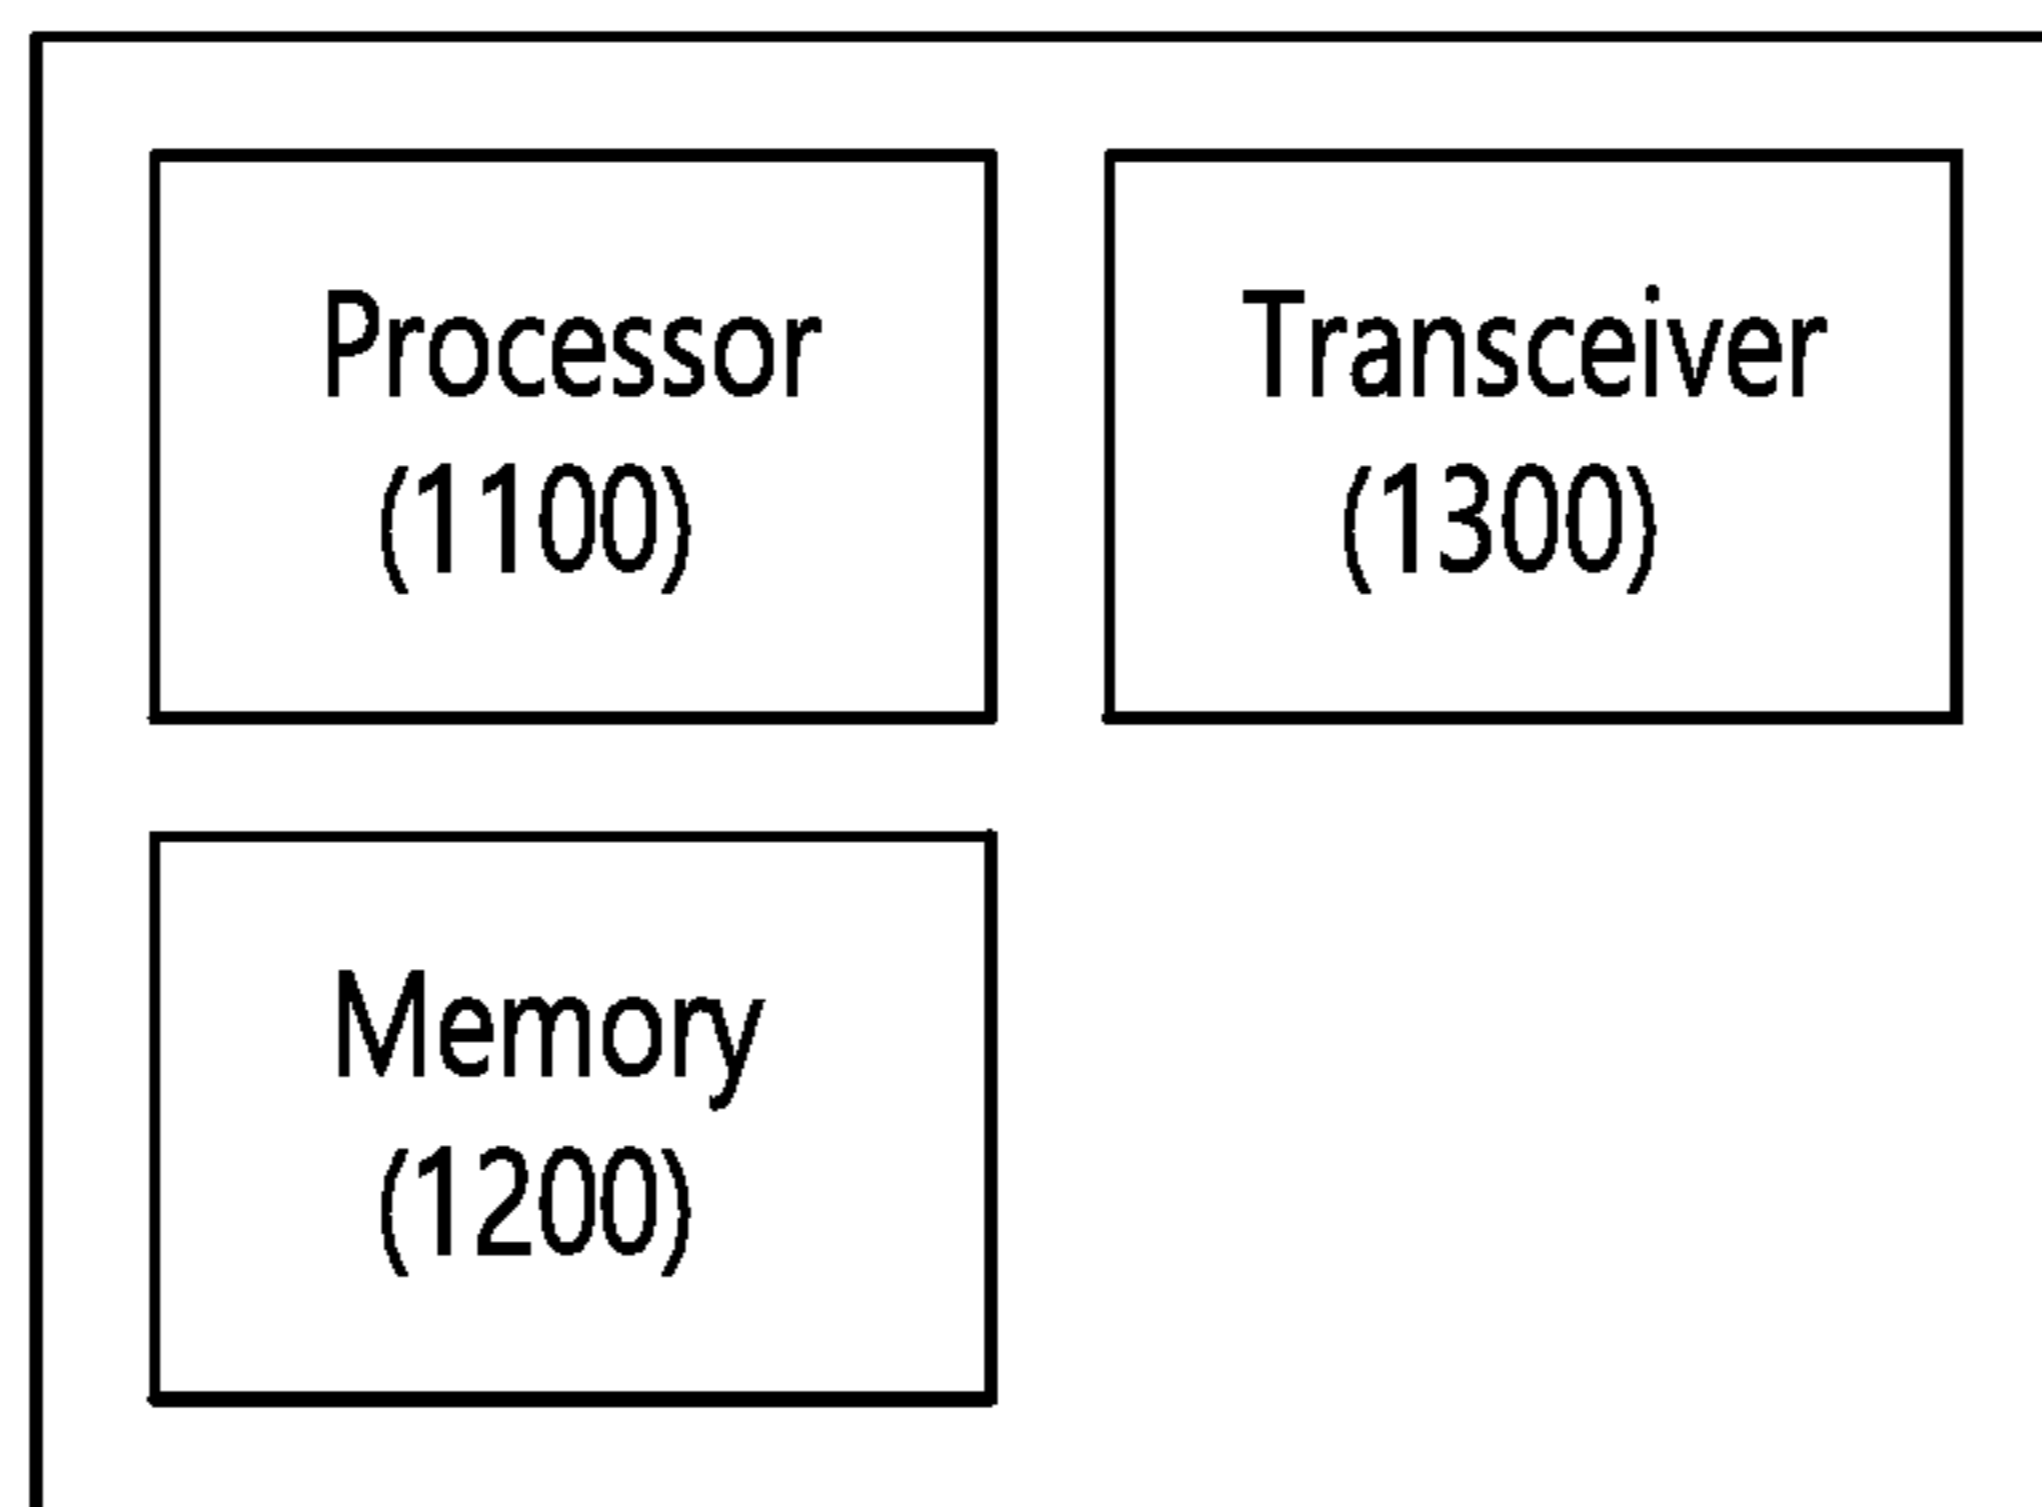 Processor
(1100)
Transceiver
(1300)
Memory
(1200)